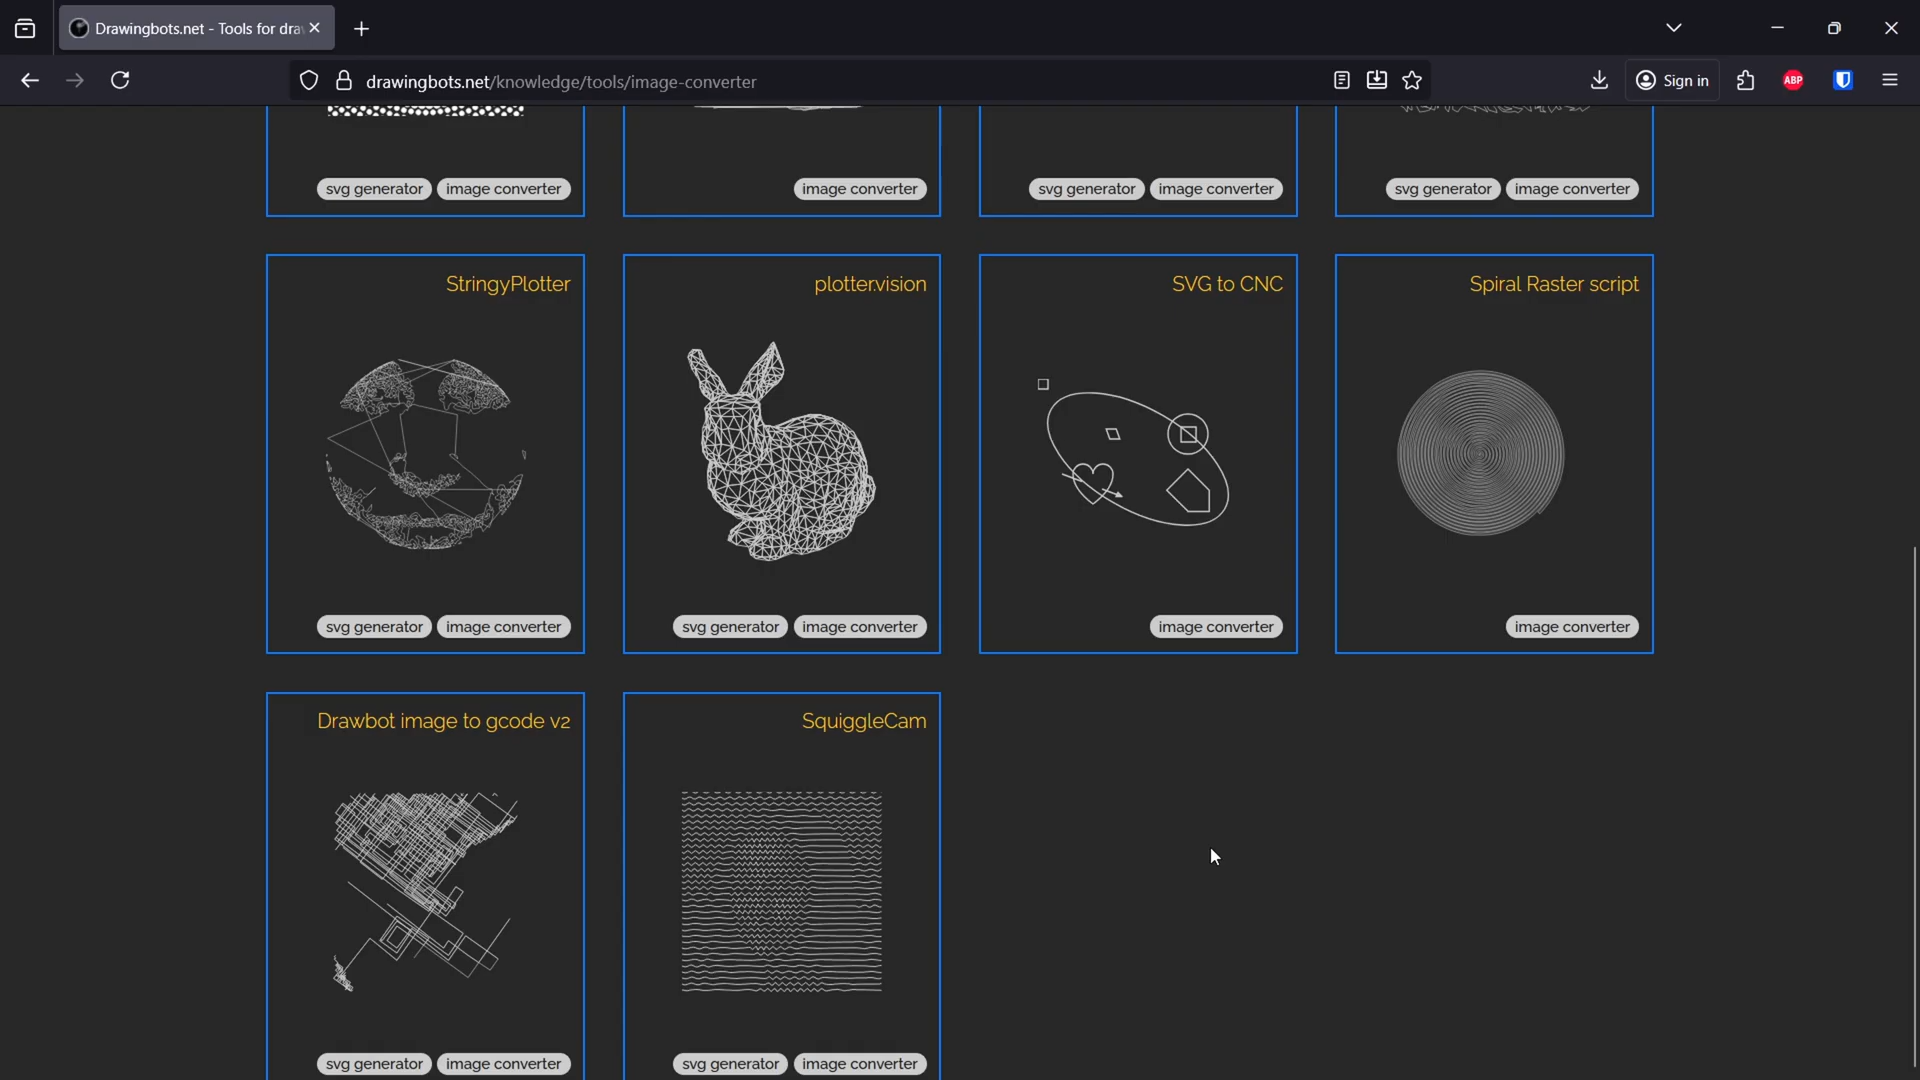 Drawingbots.net - Tools for dra
drawingbots.net/knowledge/tools/image-converter
Sign in
ABP
svg generator image converter
image converter
svg generator image converter
svg generator image converter
StringyPlotter
svg generator image converter
plotter.vision
svg generator image converter
SVG to CNC
image converter
Spiral Raster script
image converter
Drawbot image to gcode v2
svg generator image converter
SquiggleCam
svg generator image converter